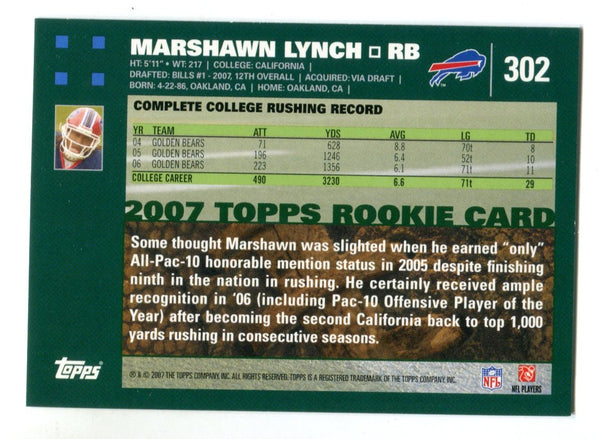 MARSHAWN LYNCH RB
302
HT: 5'11" • WT: 217 | COLLEGE: CALIFORNIA |
DRAFTED: BILLS #1 - 2007, 12TH OVERALL | ACQUIRED: VIA DRAFT |
BORN: 4-22-86, OAKLAND, CA | HOME: OAKLAND, CA |
COMPLETE COLLEGE RUSHING RECORD
YR TEAM ATT YDS AVG LG TD
04 GOLDEN BEARS 71 628 8.8 70t 8
05 GOLDEN BEARS 196 1246 6.4 52t 10
06 GOLDEN BEARS 223 1356 6.1 71t 11
COLLEGE CAREER 490 3230 6.6 71t 29
2007 TOPPS ROOKIE CARD
Some thought Marshawn was slighted when he earned “only”
All-Pac-10 honorable mention status in 2005 despite finishing
ninth in the nation in rushing. He certainly received ample
recognition in '06 (including Pac-10 Offensive Player of the
Year) after becoming the second California back to top 1,000
yards rushing in consecutive seasons.
Topps
® & © 2007 THE TOPPS COMPANY, INC. ALL RIGHTS RESERVED. TOPPS IS A REGISTERED TRADEMARK OF THE TOPPS COMPANY, INC.
NFL
NFL PLAYERS